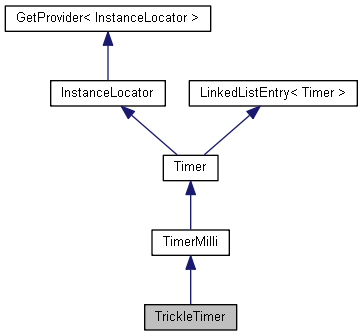 GetProvider< InstanceLocator >
InstanceLocator
LinkedListEntry< Timer >
Timer
TimerMilli
TrickleTimer